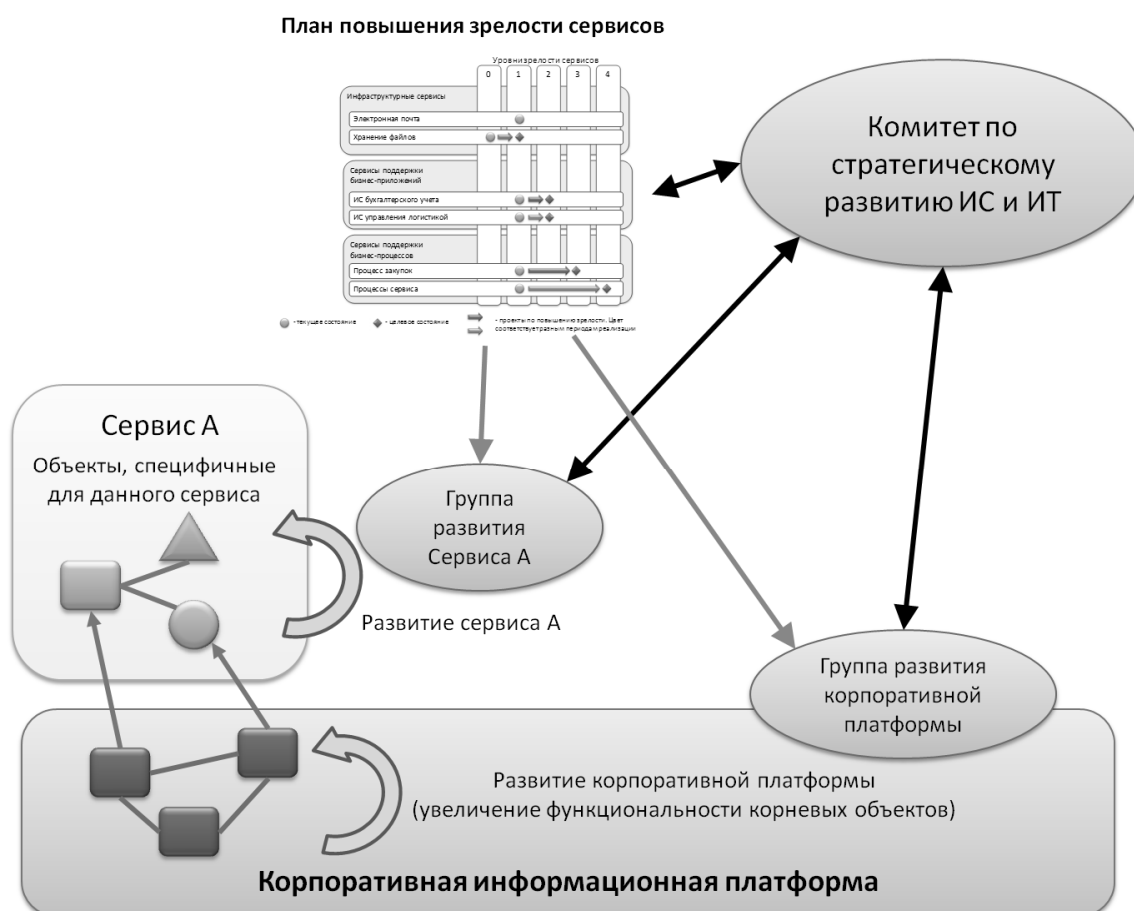 План повышения зрелости сервисов
Уровни зрелости сервисов
0 1 2 3 4
Инфраструктурные сервисы
Электронная почта
Хранение файлов
Сервисы поддержки
бизнес-приложений
ИС бухгалтерского учета
ИС управления логистикой
Сервисы поддержки
бизнес-процессов
Процесс закупок
Процессы сервиса
- текущее состояние
- целевое состояние
- проекты по повышению зрелости. Цвет
соответствует разным периодам реализации
Комитет по
стратегическому
развитию ИС и ИТ
Сервис А
Объекты, специфичные
для данного сервиса
Группа
развития
Сервиса А
Развитие сервиса А
Группа развития
корпоративной
платформы
Развитие корпоративной платформы
(увеличение функциональности корневых объектов)
Корпоративная информационная платформа